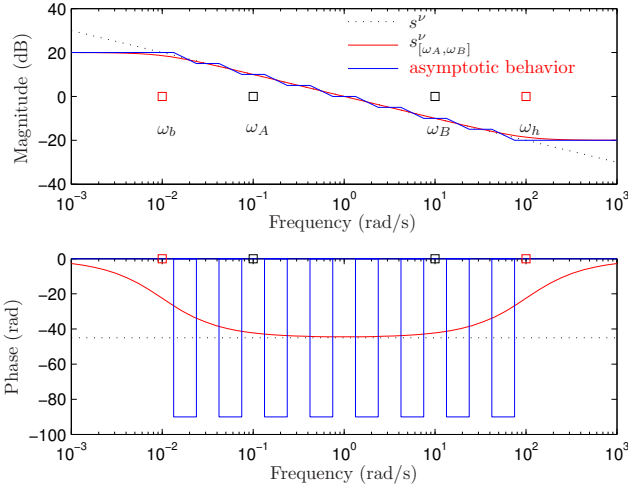 s^ν
s^ν_{[ω_A,ω_B]}
asymptotic behavior
Magnitude (dB)
40
20
0
−20
−40
ω_b
ω_A
ω_B
ω_h
10^−3
10^−2
10^−1
10^0
10^1
10^2
10^3
Frequency (rad/s)
Phase (rad)
0
−20
−40
−60
−80
−100
10^−3
10^−2
10^−1
10^0
10^1
10^2
10^3
Frequency (rad/s)